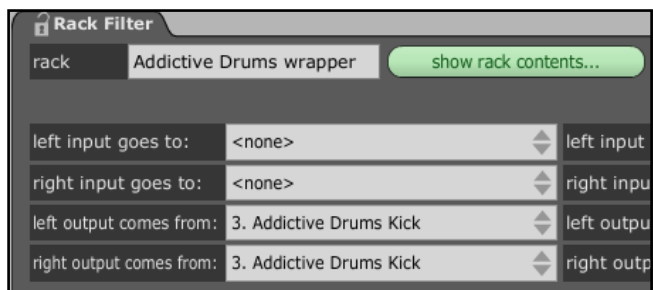 Rack Filter
rack Addictive Drums wrapper show rack contents...
left input goes to: <none> left input
right input goes to: <none> right inpu
left output comes from: 3. Addictive Drums Kick left outpu
right output comes from: 3. Addictive Drums Kick right outp